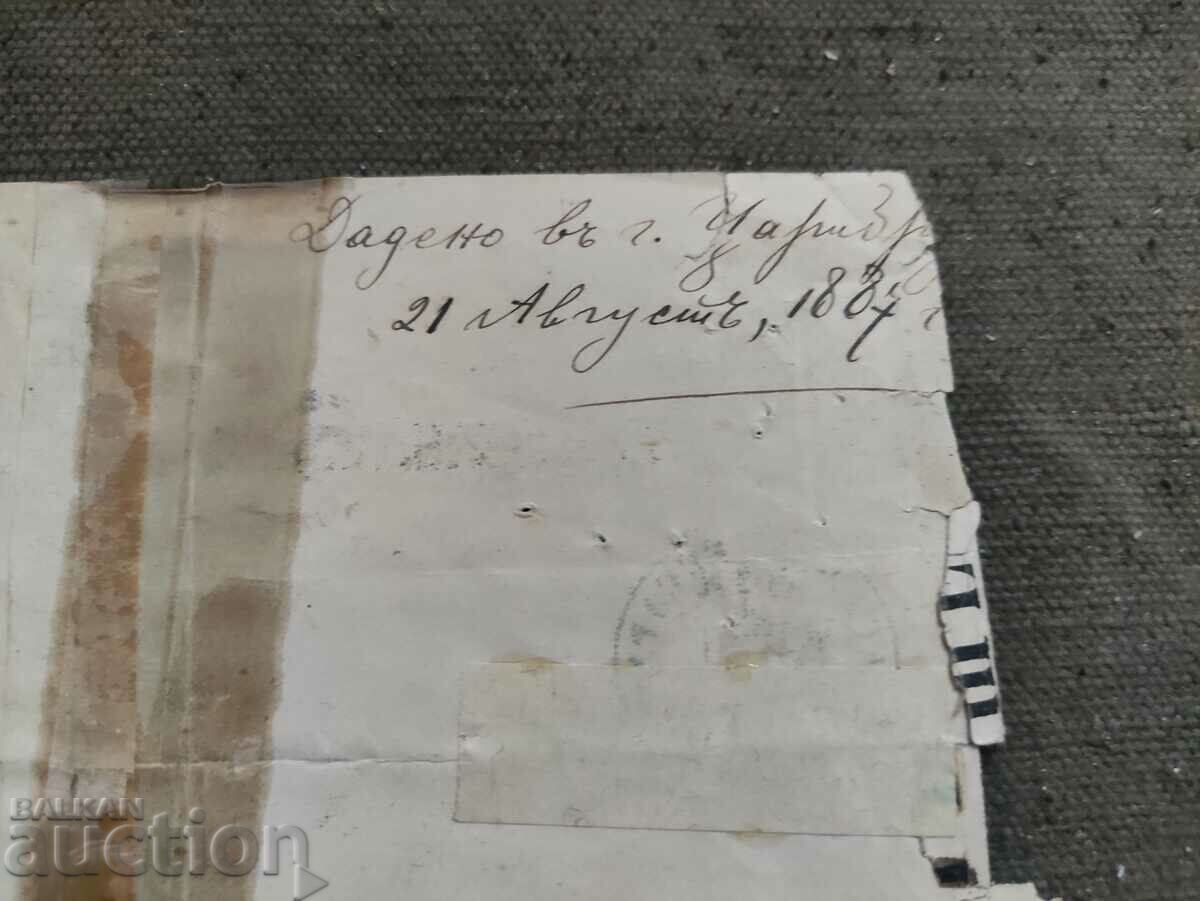 Дадено въ г.
21 Августъ, 1887
BALKAN
auction